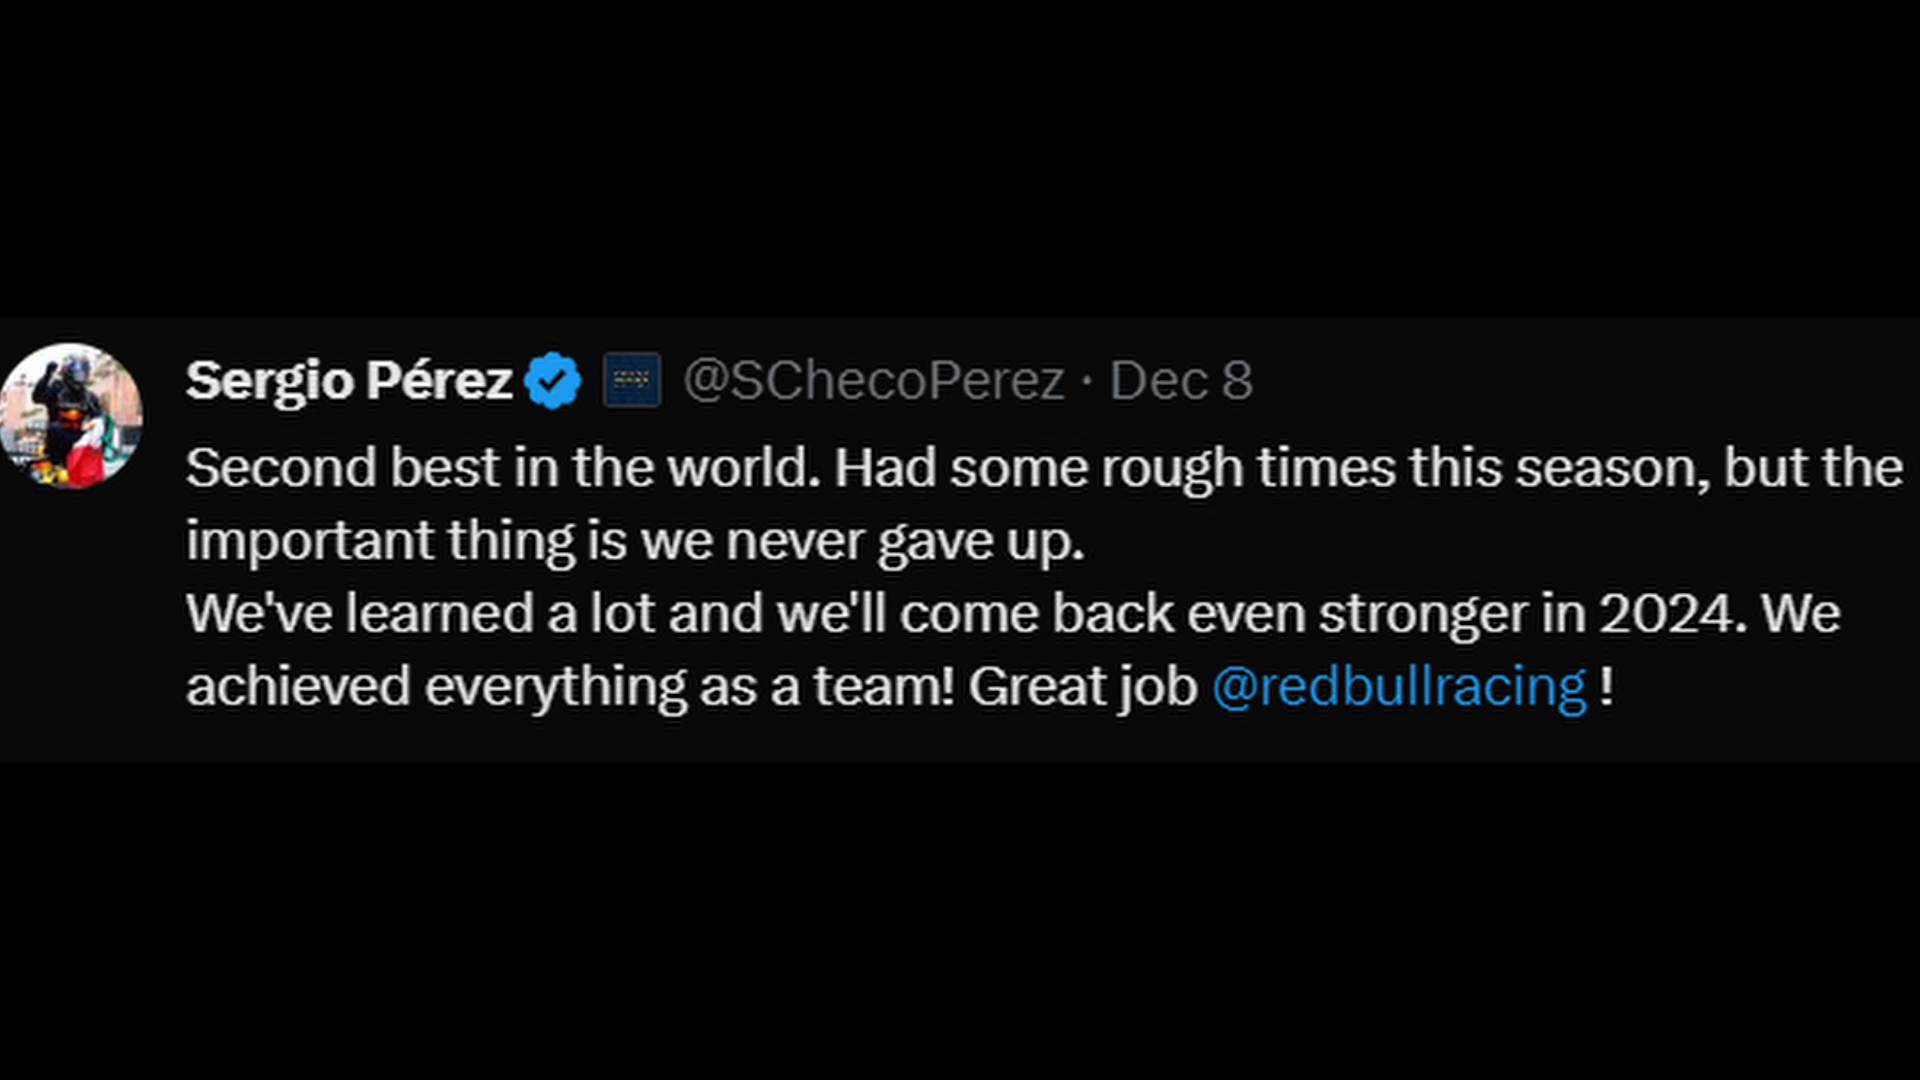 Sergio Pérez @SChecoPerez · Dec 8
Second best in the world. Had some rough times this season, but the
important thing is we never gave up.
We've learned a lot and we'll come back even stronger in 2024. We
achieved everything as a team! Great job @redbullracing !